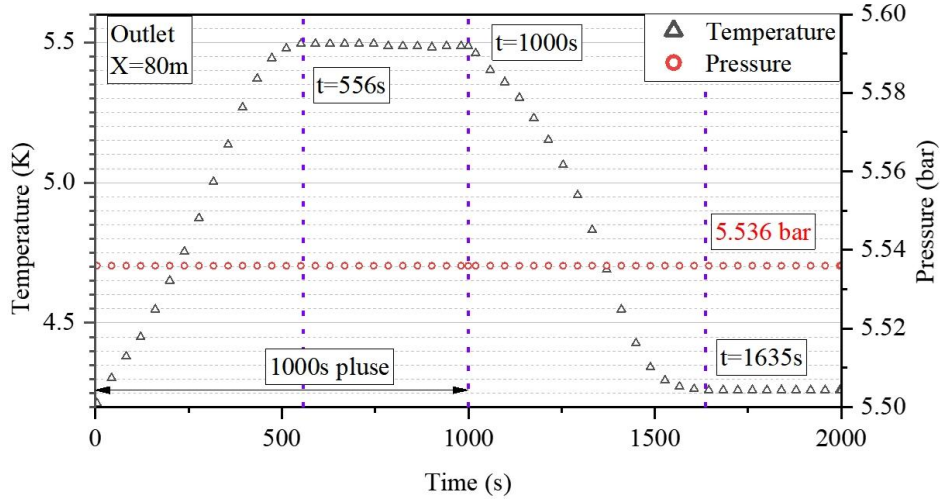 Outlet
X=80m
t=556s
t=1000s
Temperature
Pressure
5.536 bar
t=1635s
1000s pluse
5.5
5.0
4.5
Temperature (K)
5.60
5.58
5.56
5.54
5.52
5.50
Pressure (bar)
0
500
1000
1500
2000
Time (s)